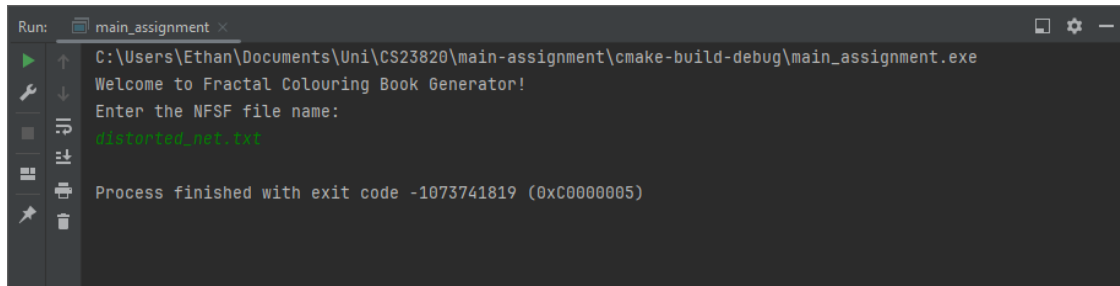 Run: main_assignment
C:\Users\Ethan\Documents\Uni\CS23820\main-assignment\cmake-build-debug\main_assignment.exe
Welcome to Fractal Colouring Book Generator!
Enter the NFSF file name:
distorted_net.txt
Process finished with exit code -1073741819 (0xC0000005)